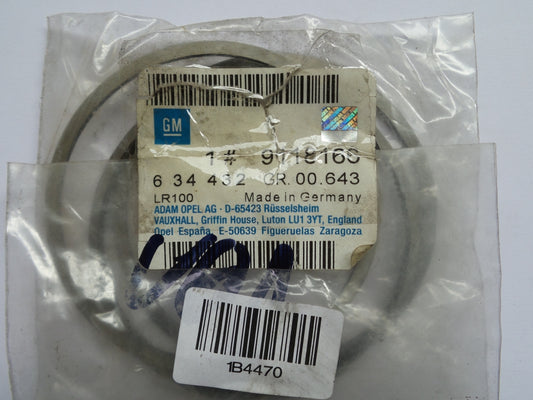 GM
1#
6 34 432 GR.00.643
LR100 Made in Germany
ADAM OPEL AG · D-65423 Rüsselsheim
VAUXHALL, Griffin House, Luton LU1 3YT, England
Opel España, E-50639 Figueruelas Zaragoza
1B4470